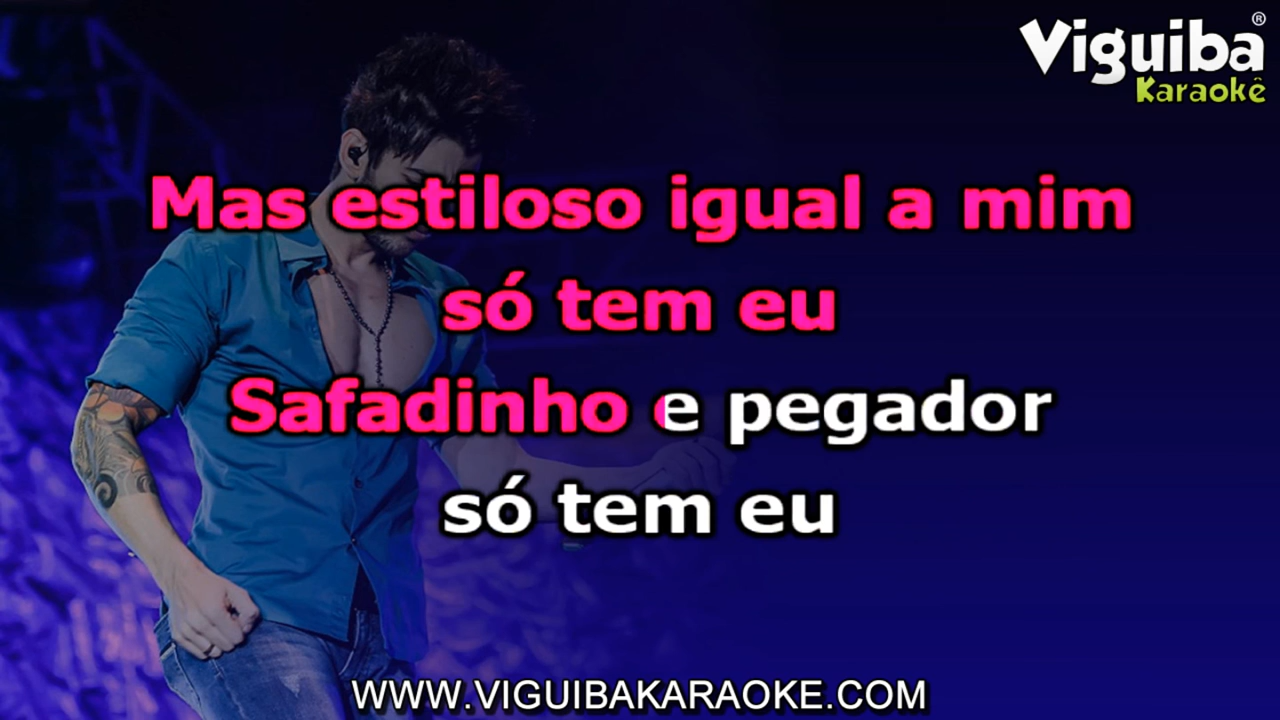 Viguiba®
Karaokê
Mas estiloso igual a mim
só tem eu
Safadinho e pegador
só tem eu
WWW.VIGUIBAKARAOKE.COM